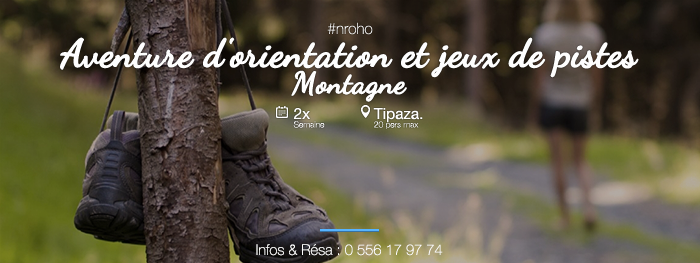 #nroho
Aventure d'orientation et jeux de pistes
Montagne
2x
Semaine
Tipaza.
20 pers max
Infos & Résa : 0 556 17 97 74